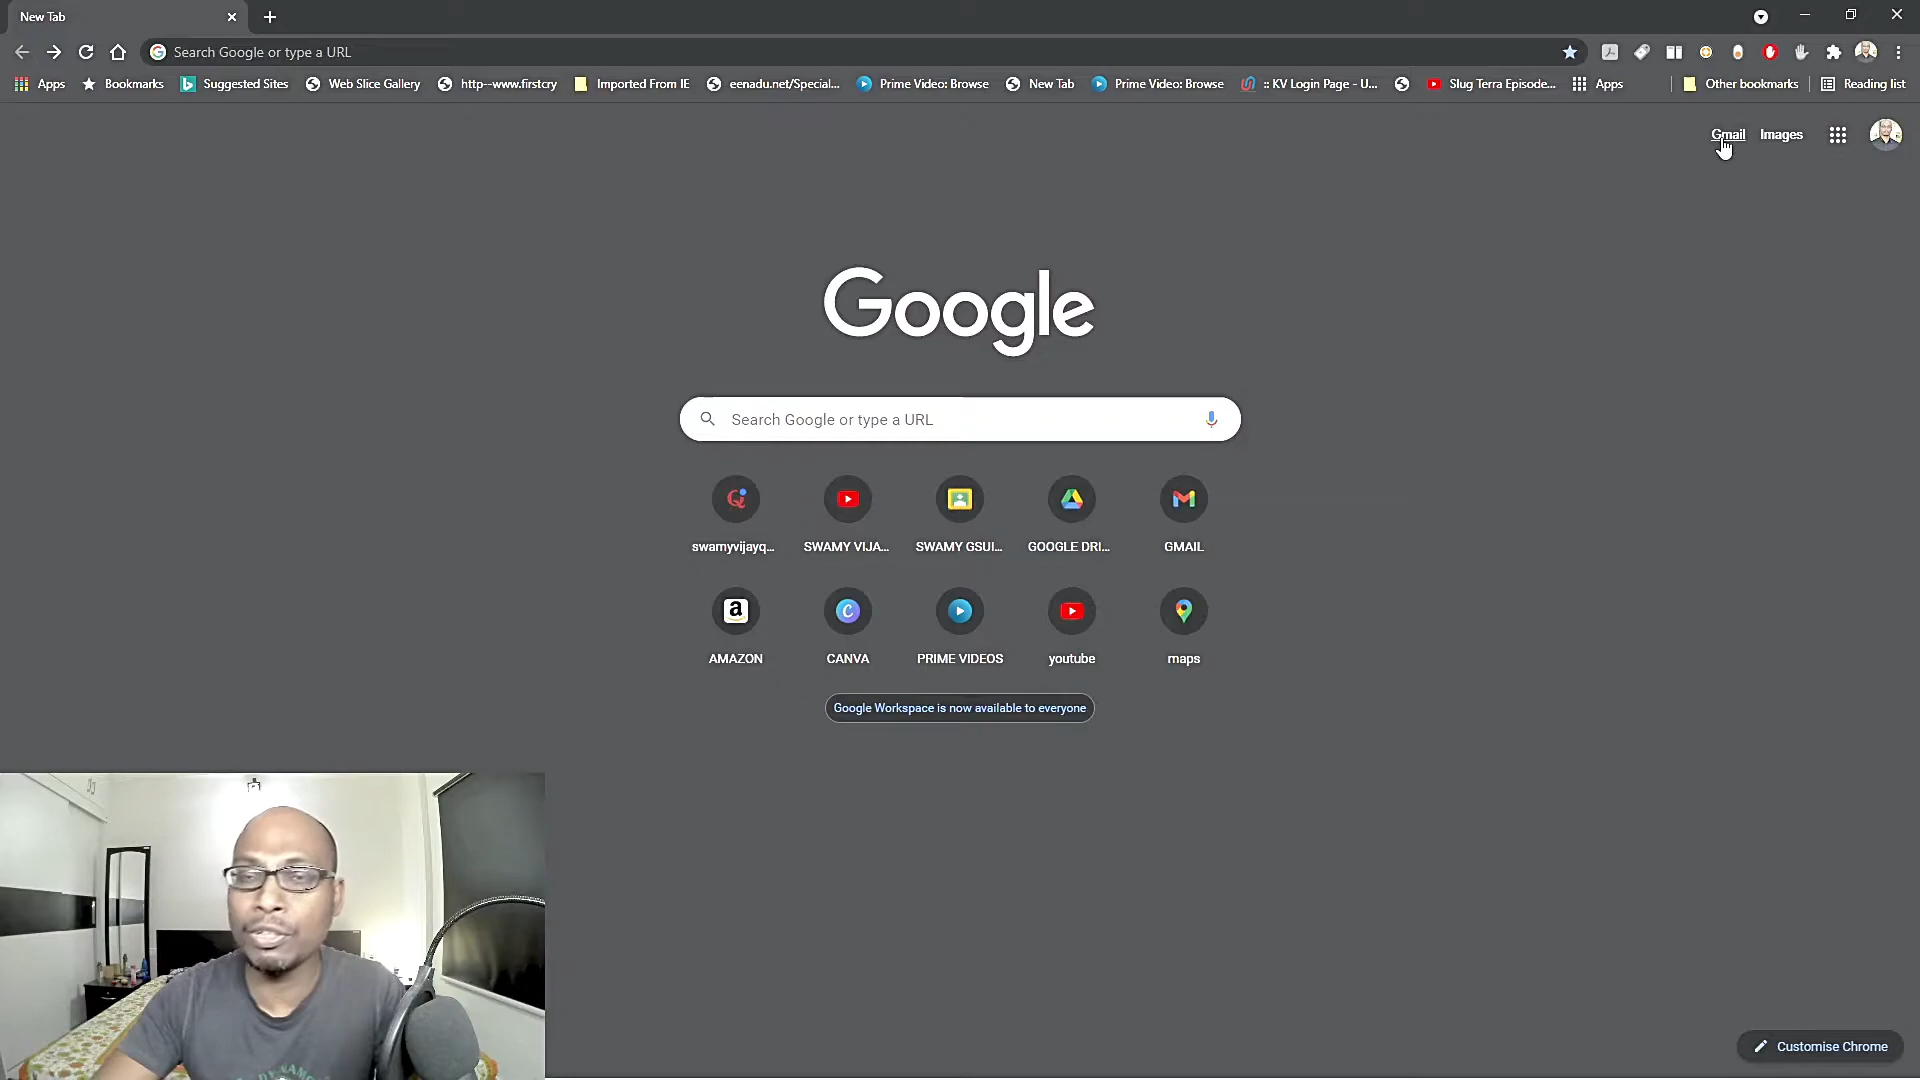 New Tab
Search Google or type a URL
Apps Bookmarks Suggested Sites Web Slice Gallery http--www.firstcry Imported From IE eenadu.net/Special... Prime Video: Browse New Tab Prime Video: Browse :: KV Login Page - U... Slug Terra Episode... Apps Other bookmarks Reading list
Gmail Images
Google
Search Google or type a URL
swamyvijayq... SWAMY VIJA... SWAMY GSUI... GOOGLE DRI... GMAIL
AMAZON CANVA PRIME VIDEOS youtube maps
Google Workspace is now available to everyone
Customise Chrome